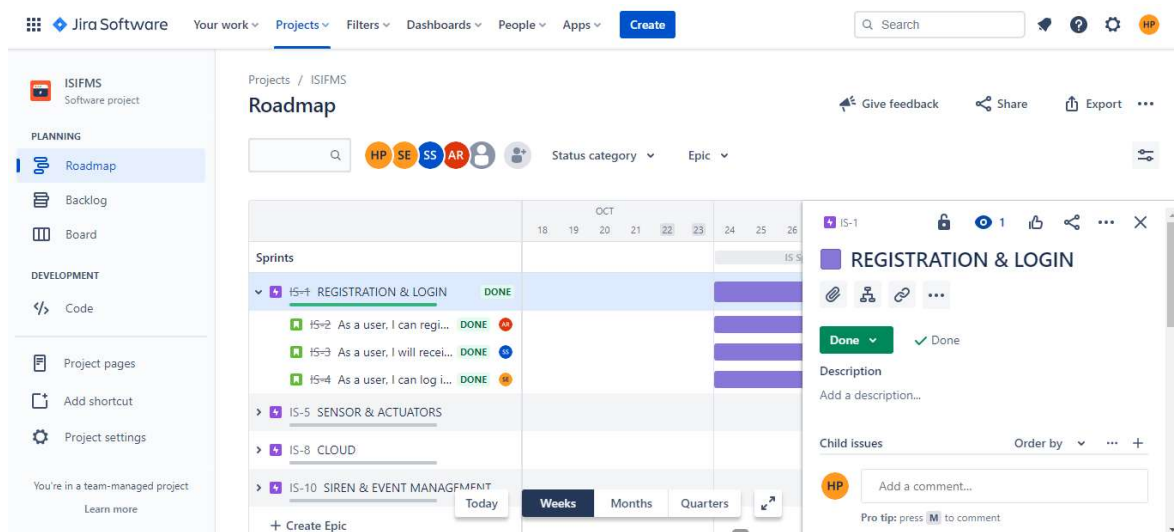 Jira Software Your work Projects Filters Dashboards People Apps Create Search HP
ISIFMS
Software project
PLANNING
Roadmap
Backlog
Board
DEVELOPMENT
Code
Project pages
Add shortcut
Project settings
You're in a team-managed project
Learn more
Projects / ISIFMS
Roadmap
Give feedback Share Export
HP SE SS AR Status category Epic
OCT
18 19 20 21 22 23 24 25 26
Sprints IS S
IS-1 REGISTRATION & LOGIN DONE
IS-2 As a user, I can regi... DONE AR
IS-3 As a user, I will recei... DONE SS
IS-4 As a user, I can log i... DONE SE
IS-5 SENSOR & ACTUATORS
IS-8 CLOUD
IS-10 SIREN & EVENT MANAGEMENT
+ Create Epic
Today Weeks Months Quarters
IS-1 1
REGISTRATION & LOGIN
Done Done
Description
Add a description...
Child issues Order by
HP Add a comment...
Pro tip: press M to comment